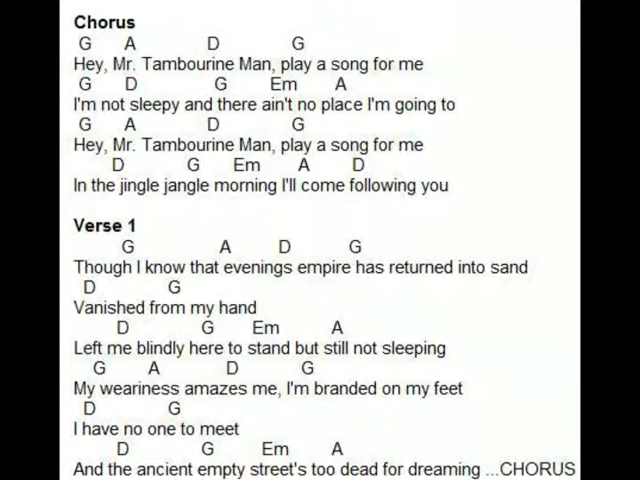 Chorus
G A D G
Hey, Mr. Tambourine Man, play a song for me
G D G Em A
I'm not sleepy and there ain't no place I'm going to
G A D G
Hey, Mr. Tambourine Man, play a song for me
D G Em A D
In the jingle jangle morning I'll come following you
Verse 1
G A D G
Though I know that evenings empire has returned into sand
D G
Vanished from my hand
D G Em A
Left me blindly here to stand but still not sleeping
G A D G
My weariness amazes me, I'm branded on my feet
D G
I have no one to meet
D G Em A
And the ancient empty street's too dead for dreaming ...CHORUS